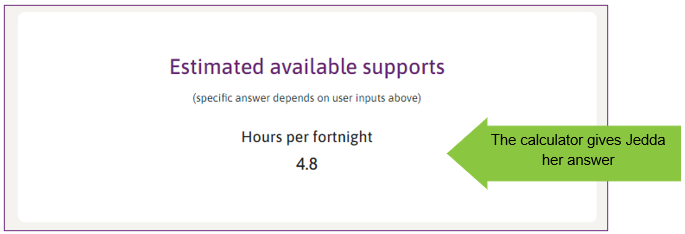 Estimated available supports
(specific answer depends on user inputs above)
Hours per fortnight
4.8
The calculator gives Jedda
her answer